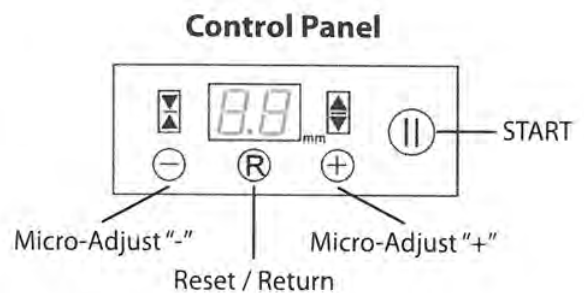 Control Panel
8.8
mm
START
R
Micro-Adjust "-"
Micro-Adjust "+"
Reset / Return